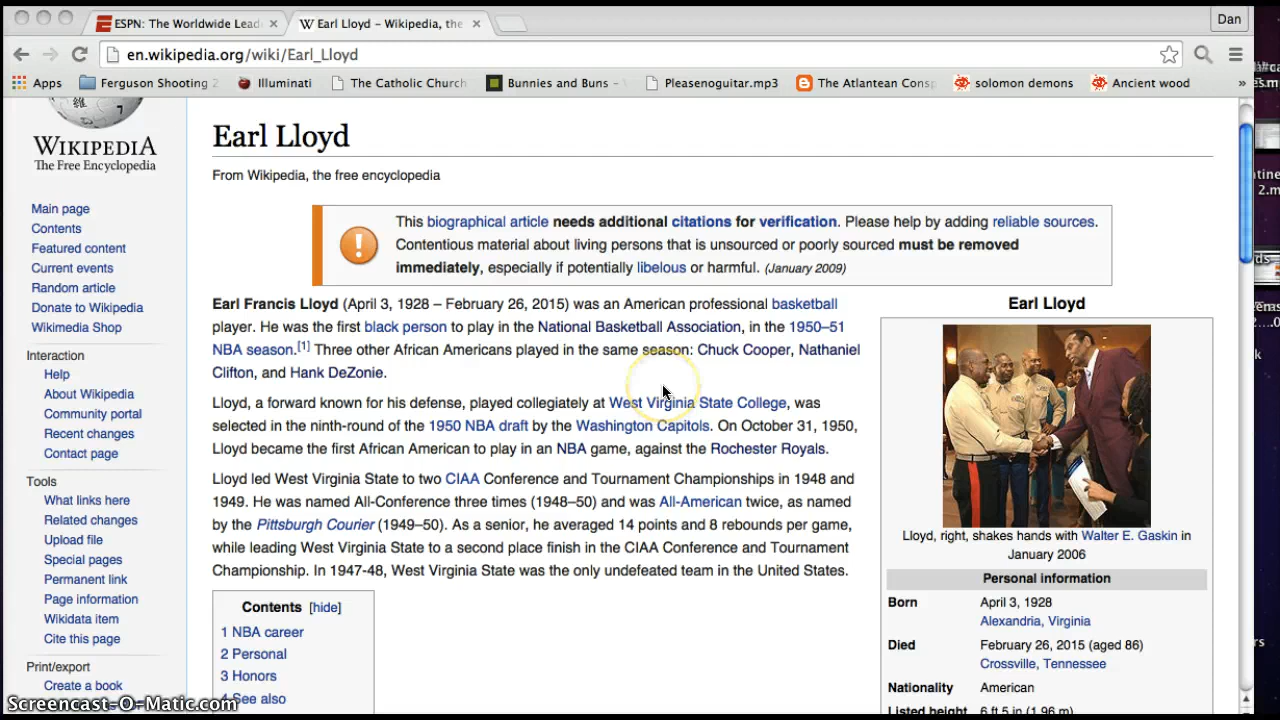 ESPN: The Worldwide Lead
Earl Lloyd – Wikipedia, the
Dan
en.wikipedia.org/wiki/Earl_Lloyd
Apps
Ferguson Shooting 2
Illuminati
The Catholic Church
Bunnies and Buns -
Pleasenoguitar.mp3
The Atlantean Consp
solomon demons
Ancient wood
»
WIKIPEDIA
The Free Encyclopedia
Main page
Contents
Featured content
Current events
Random article
Donate to Wikipedia
Wikimedia Shop
Interaction
Help
About Wikipedia
Community portal
Recent changes
Contact page
Tools
What links here
Related changes
Upload file
Special pages
Permanent link
Page information
Wikidata item
Cite this page
Print/export
Create a book
Earl Lloyd
From Wikipedia, the free encyclopedia
This biographical article needs additional citations for verification. Please help by adding reliable sources.
Contentious material about living persons that is unsourced or poorly sourced must be removed
immediately, especially if potentially libelous or harmful. (January 2009)
Earl Francis Lloyd (April 3, 1928 – February 26, 2015) was an American professional basketball
player. He was the first black person to play in the National Basketball Association, in the 1950–51
NBA season.[1] Three other African Americans played in the same season: Chuck Cooper, Nathaniel
Clifton, and Hank DeZonie.
Lloyd, a forward known for his defense, played collegiately at West Virginia State College, was
selected in the ninth-round of the 1950 NBA draft by the Washington Capitols. On October 31, 1950,
Lloyd became the first African American to play in an NBA game, against the Rochester Royals.
Lloyd led West Virginia State to two CIAA Conference and Tournament Championships in 1948 and
1949. He was named All-Conference three times (1948–50) and was All-American twice, as named
by the Pittsburgh Courier (1949–50). As a senior, he averaged 14 points and 8 rebounds per game,
while leading West Virginia State to a second place finish in the CIAA Conference and Tournament
Championship. In 1947-48, West Virginia State was the only undefeated team in the United States.
Contents [hide]
1 NBA career
2 Personal
3 Honors
4 See also
Earl Lloyd
Lloyd, right, shakes hands with Walter E. Gaskin in
January 2006
Personal information
Born April 3, 1928
Alexandria, Virginia
Died February 26, 2015 (aged 86)
Crossville, Tennessee
Nationality American
Listed height 6 ft 5 in (1.96 m)
Screencast-O-Matic.com